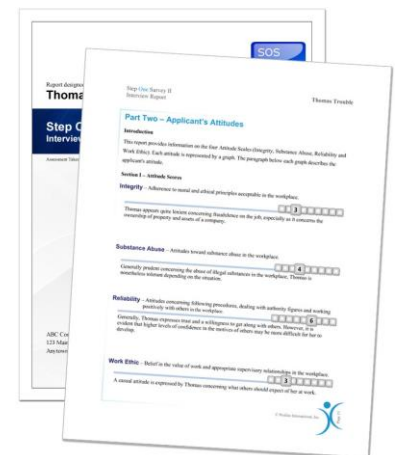 SOS
Report designed
Thoma
Step O
Interview
Assessment Taken
ABC Co
123 Main
Anytown
Step One Survey II
Interview Report
Thomas Trouble
Part Two – Applicant's Attitudes
Introduction
This report provides information on the four Attitude Scales (Integrity, Substance Abuse, Reliability and
Work Ethic). Each attitude is represented by a graph. The paragraph below each graph describes the
applicant's attitude.
Section I – Attitude Scores
Integrity – Adherence to moral and ethical principles acceptable in the workplace.
3
Thomas appears quite lenient concerning fraudulence on the job, especially as it concerns the
ownership of property and assets of a company.
Substance Abuse – Attitudes toward substance abuse in the workplace.
4
Generally prudent concerning the abuse of illegal substances in the workplace, Thomas is
nonetheless tolerant depending on the situation.
Reliability – Attitudes concerning following procedures, dealing with authority figures and working
positively with others in the workplace.
6
Generally, Thomas expresses trust and a willingness to get along with others. However, it is
evident that higher levels of confidence in the motives of others may be more difficult for her to
develop.
Work Ethic – Belief in the value of work and appropriate supervisory relationships in the workplace.
3
A casual attitude is expressed by Thomas concerning what others should expect of her at work.